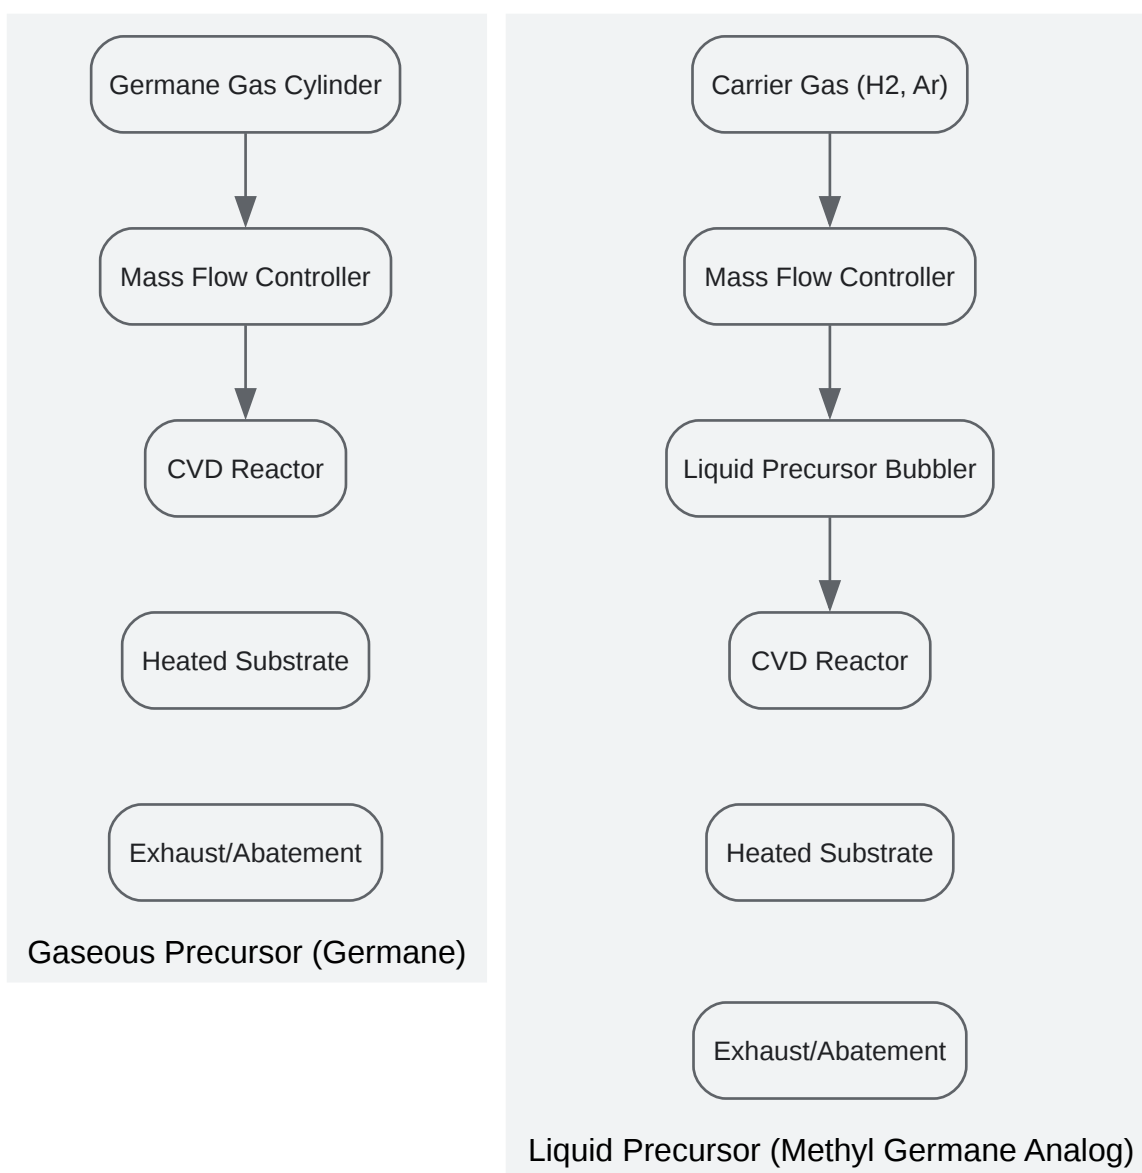 Germane Gas Cylinder
Mass Flow Controller
CVD Reactor
Heated Substrate
Exhaust/Abatement
Gaseous Precursor (Germane)
Carrier Gas (H2, Ar)
Mass Flow Controller
Liquid Precursor Bubbler
CVD Reactor
Heated Substrate
Exhaust/Abatement
Liquid Precursor (Methyl Germane Analog)